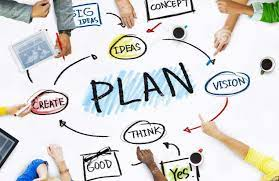 BIG
IDEAS
CONCEPT
IDEAS
PLAN
VISION
CREATE
THINK
GOOD
Yes!